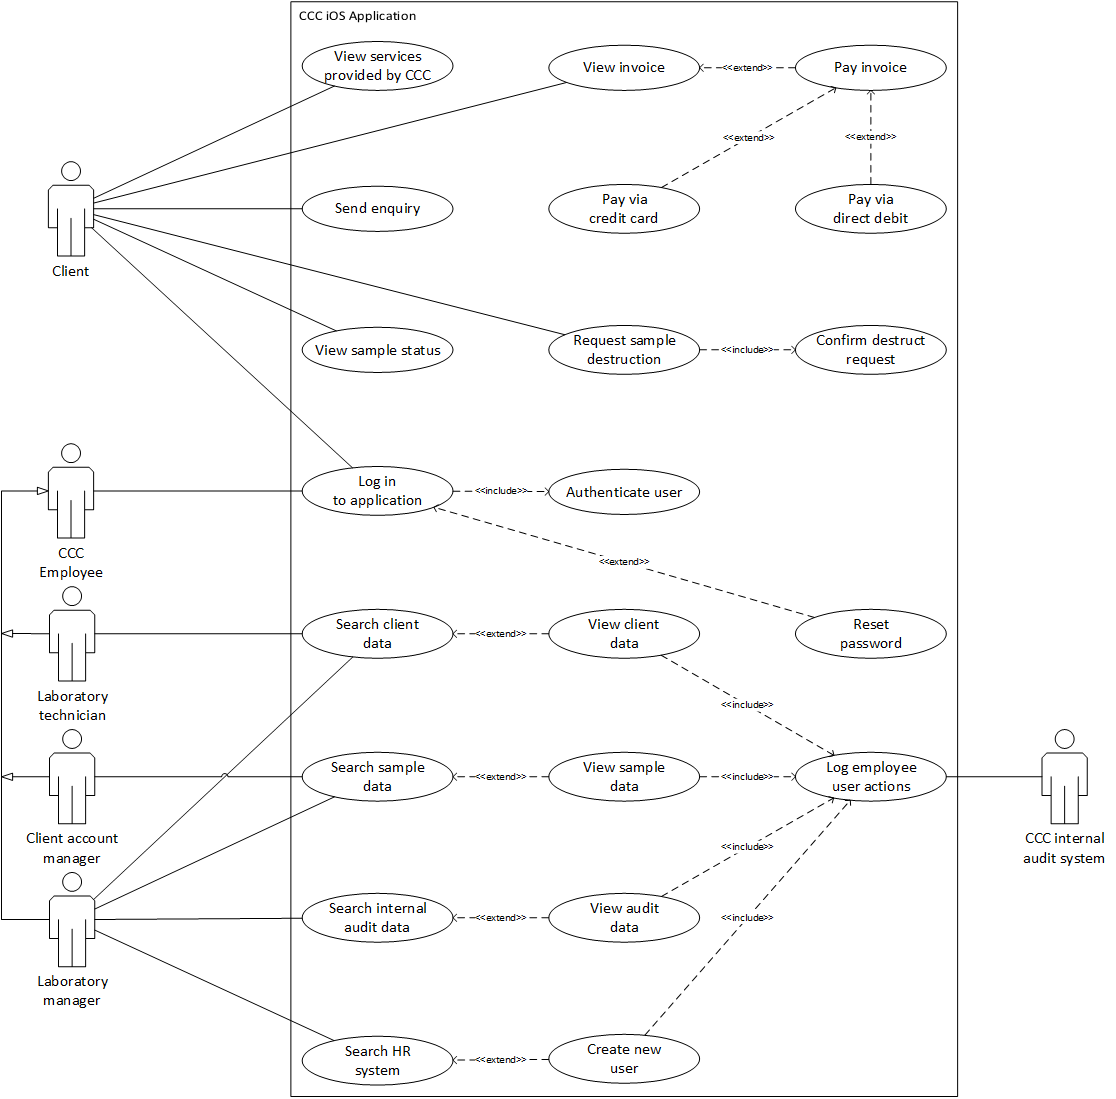 CCC iOS Application
View services
provided by CCC
View invoice
<<extend>>
Pay invoice
<<extend>>
<<extend>>
Send enquiry
Pay via
credit card
Pay via
direct debit
Client
View sample status
Request sample
destruction
<<include>>
Confirm destruct
request
Log in
to application
<<include>>
Authenticate user
CCC
Employee
<<extend>>
Search client
data
<<extend>>
View client
data
Reset
password
Laboratory
technician
<<include>>
Search sample
data
<<extend>>
View sample
data
<<include>>
Log employee
user actions
Client account
manager
CCC internal
audit system
<<include>>
Search internal
audit data
<<extend>>
View audit
data
<<include>>
Laboratory
manager
Search HR
system
<<extend>>
Create new
user